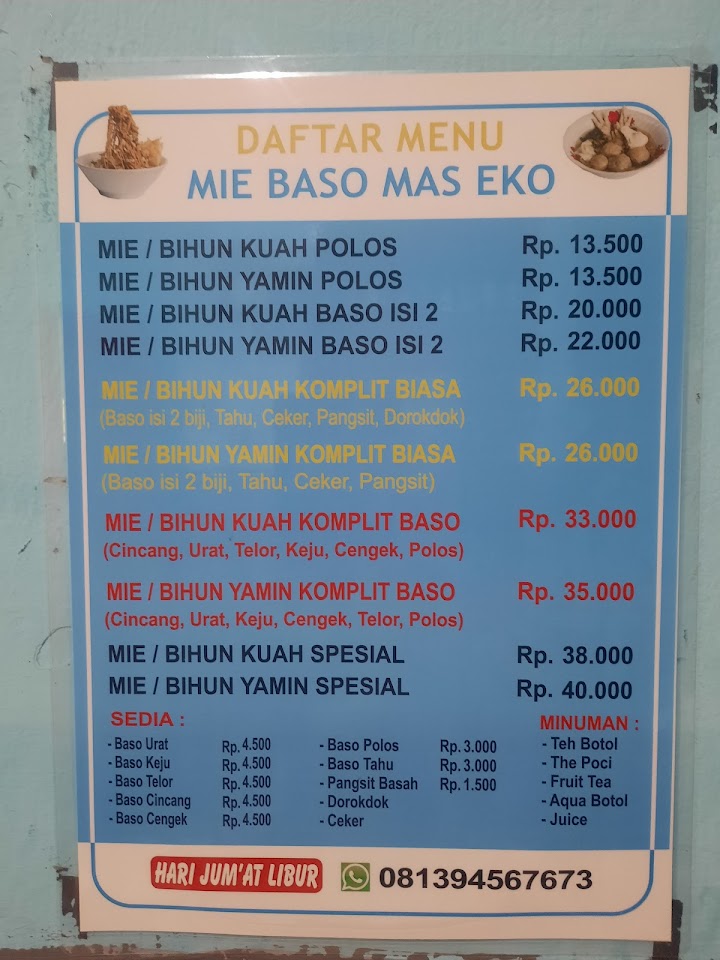 DAFTAR MENU
MIE BASO MAS EKO
MIE / BIHUN KUAH POLOS Rp. 13.500
MIE / BIHUN YAMIN POLOS Rp. 13.500
MIE / BIHUN KUAH BASO ISI 2 Rp. 20.000
MIE / BIHUN YAMIN BASO ISI 2 Rp. 22.000
MIE / BIHUN KUAH KOMPLIT BIASA Rp. 26.000
(Baso isi 2 biji, Tahu, Ceker, Pangsit, Dorokdok)
MIE / BIHUN YAMIN KOMPLIT BIASA Rp. 26.000
(Baso isi 2 biji, Tahu, Ceker, Pangsit)
MIE / BIHUN KUAH KOMPLIT BASO Rp. 33.000
(Cincang, Urat, Telor, Keju, Cengek, Polos)
MIE / BIHUN YAMIN KOMPLIT BASO Rp. 35.000
(Cincang, Urat, Keju, Cengek, Telor, Polos)
MIE / BIHUN KUAH SPESIAL Rp. 38.000
MIE / BIHUN YAMIN SPESIAL Rp. 40.000
SEDIA :
- Baso Urat Rp. 4.500
- Baso Keju Rp. 4.500
- Baso Telor Rp. 4.500
- Baso Cincang Rp. 4.500
- Baso Cengek Rp. 4.500
- Baso Polos Rp. 3.000
- Baso Tahu Rp. 3.000
- Pangsit Basah Rp. 1.500
- Dorokdok
- Ceker
MINUMAN :
- Teh Botol
- The Poci
- Fruit Tea
- Aqua Botol
- Juice
HARI JUM'AT LIBUR 081394567673